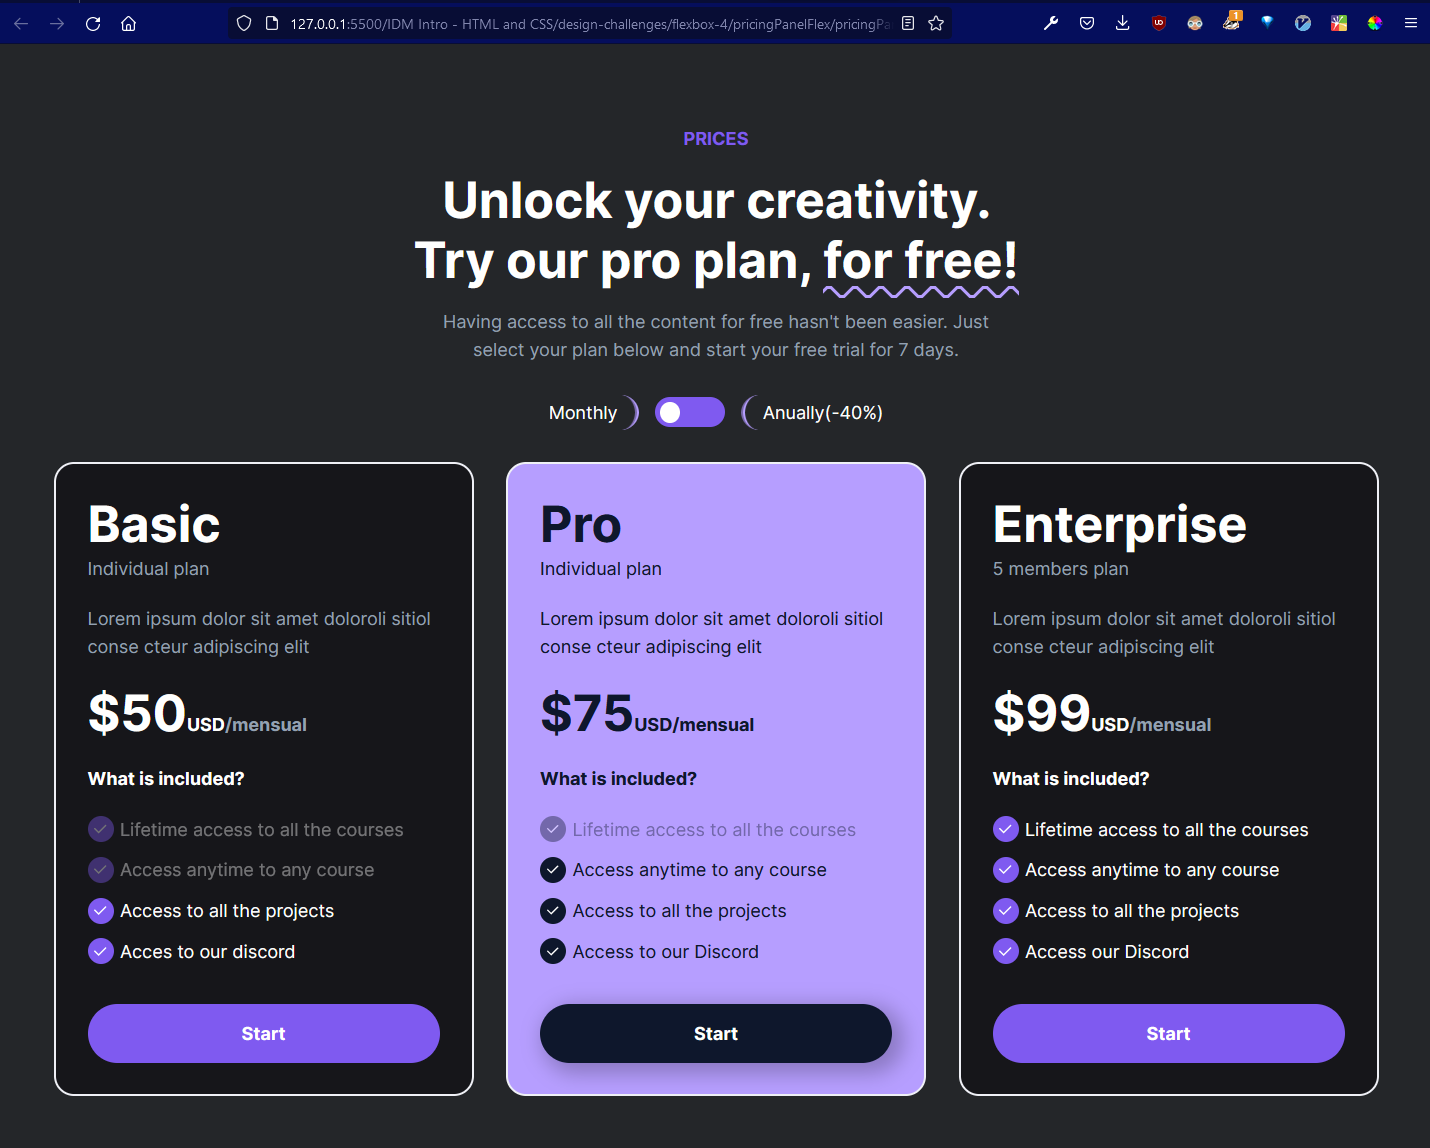 127.0.0.1:5500/IDM Intro - HTML and CSS/design-challenges/flexbox-4/pricingPanelFlex/pricingPa
1
PRICES
Unlock your creativity.
Try our pro plan, for free!
Having access to all the content for free hasn't been easier. Just
select your plan below and start your free trial for 7 days.
Monthly
Anually(-40%)
Basic
Individual plan
Lorem ipsum dolor sit amet doloroli sitiol
conse cteur adipiscing elit
$50USD/mensual
What is included?
Lifetime access to all the courses
Access anytime to any course
Access to all the projects
Acces to our discord
Start
Pro
Individual plan
Lorem ipsum dolor sit amet doloroli sitiol
conse cteur adipiscing elit
$75USD/mensual
What is included?
Lifetime access to all the courses
Access anytime to any course
Access to all the projects
Access to our Discord
Start
Enterprise
5 members plan
Lorem ipsum dolor sit amet doloroli sitiol
conse cteur adipiscing elit
$99USD/mensual
What is included?
Lifetime access to all the courses
Access anytime to any course
Access to all the projects
Access our Discord
Start